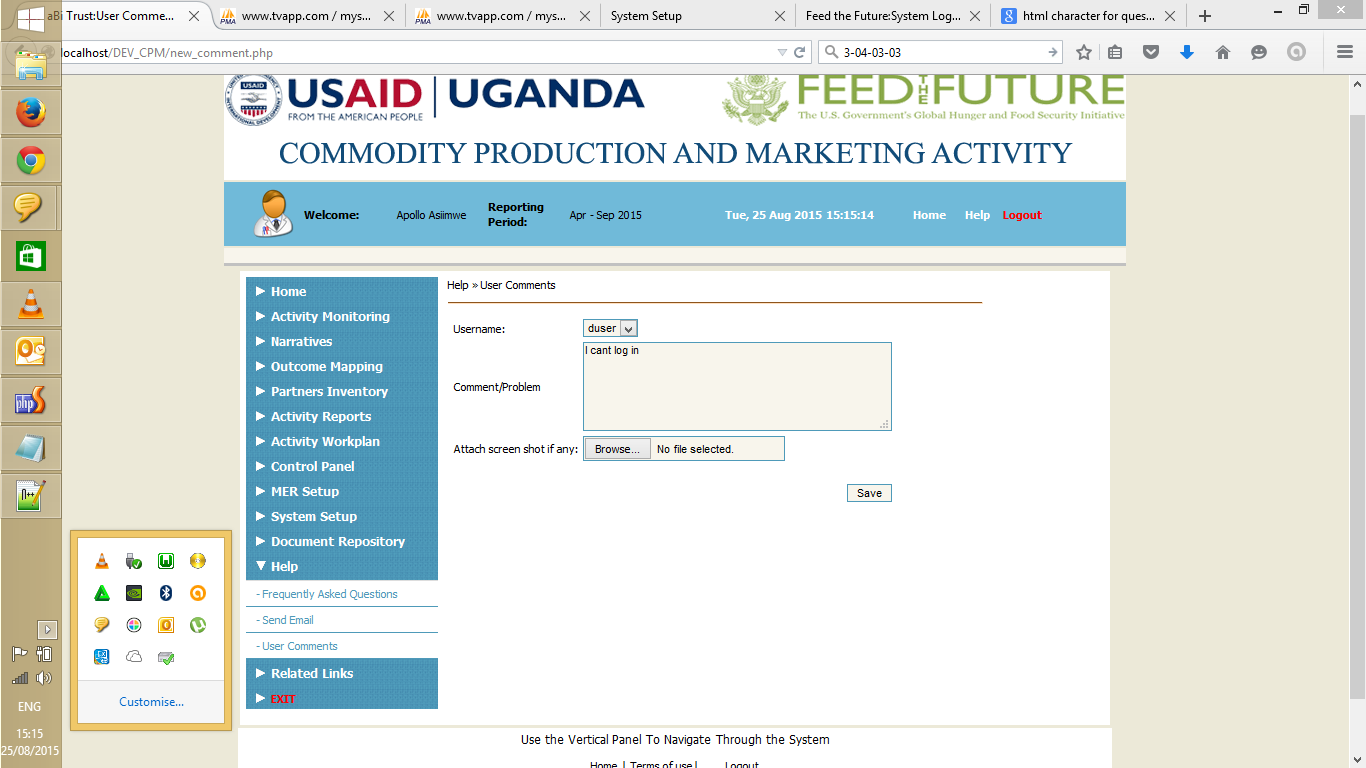 aBi Trust:User Comme...
www.tvapp.com / mys...
www.tvapp.com / mys...
System Setup
Feed the Future:System Log...
html character for ques...
localhost/DEV_CPM/new_comment.php
3-04-03-03
USAID UGANDA
FROM THE AMERICAN PEOPLE
FEED THE FUTURE
The U.S. Government's Global Hunger and Food Security Initiative
COMMODITY PRODUCTION AND MARKETING ACTIVITY
Welcome: Apollo Asiimwe Reporting Period: Apr - Sep 2015 Tue, 25 Aug 2015 15:15:14 Home Help Logout
Home
Activity Monitoring
Narratives
Outcome Mapping
Partners Inventory
Activity Reports
Activity Workplan
Control Panel
MER Setup
System Setup
Document Repository
Help
- Frequently Asked Questions
- Send Email
- User Comments
Related Links
EXIT
Help » User Comments
Username: duser
Comment/Problem
I cant log in
Attach screen shot if any: Browse... No file selected.
Save
Use the Vertical Panel To Navigate Through the System
Home | Terms of use| Logout
Customise...
ENG
15:15
25/08/2015